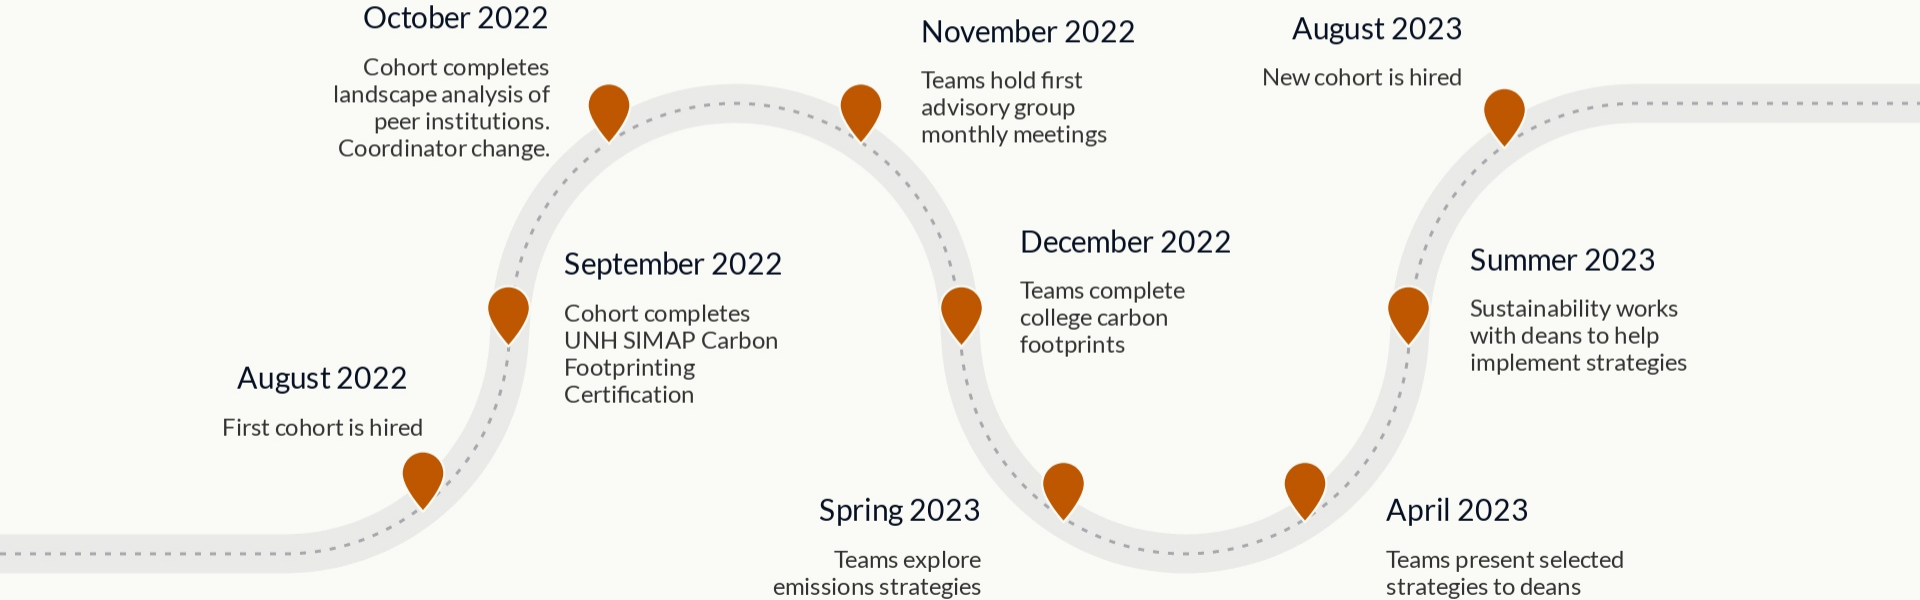 August 2022
First cohort is hired
September 2022
Cohort completes
UNH SIMAP Carbon
Footprinting
Certification
October 2022
Cohort completes
landscape analysis of
peer institutions.
Coordinator change.
November 2022
Teams hold first
advisory group
monthly meetings
December 2022
Teams complete
college carbon
footprints
Spring 2023
Teams explore
emissions strategies
April 2023
Teams present selected
strategies to deans
Summer 2023
Sustainability works
with deans to help
implement strategies
August 2023
New cohort is hired